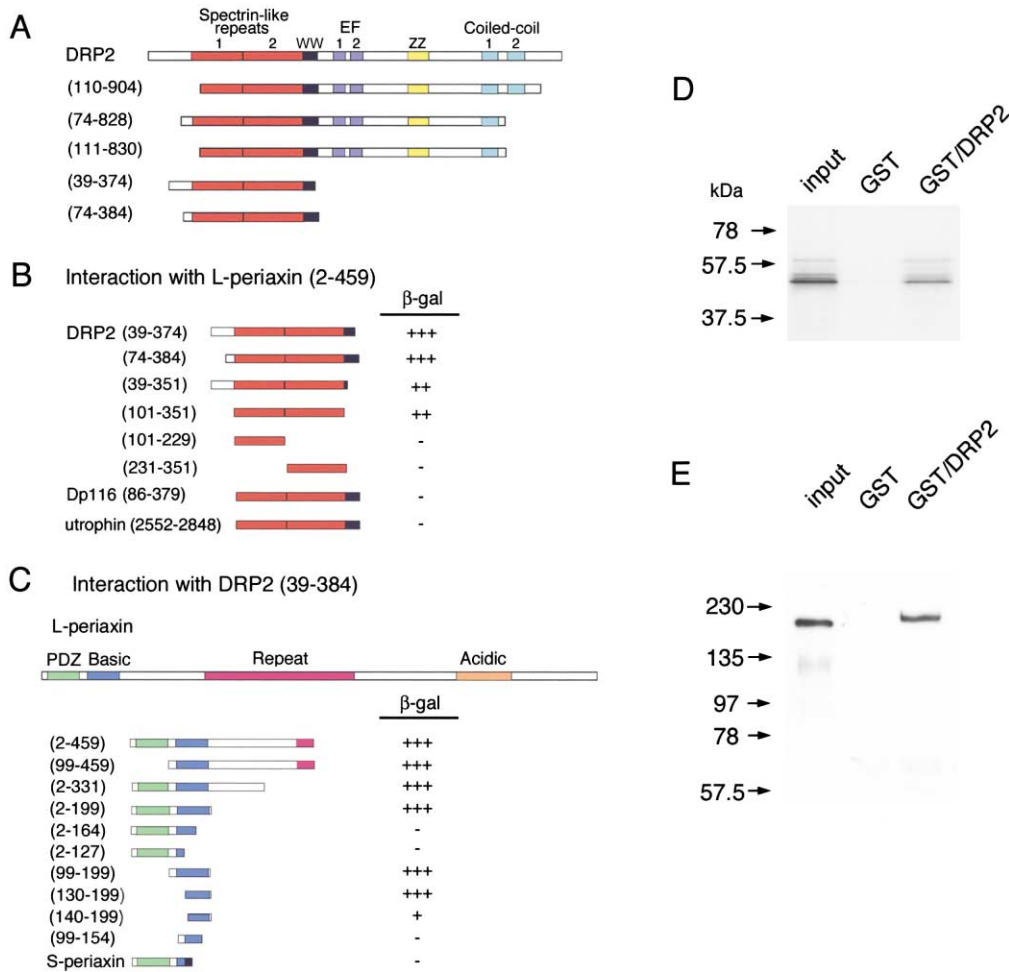 A
Spectrin-like repeats
1 2 WW
EF
1 2
ZZ
Coiled-coil
1 2
DRP2
(110-904)
(74-828)
(111-830)
(39-374)
(74-384)
B Interaction with L-periaxin (2-459)
β-gal
DRP2 (39-374) +++
(74-384) +++
(39-351) ++
(101-351) ++
(101-229) -
(231-351) -
Dp116 (86-379) -
utrophin (2552-2848) -
C Interaction with DRP2 (39-384)
L-periaxin
PDZ Basic Repeat Acidic
β-gal
(2-459) +++
(99-459) +++
(2-331) +++
(2-199) +++
(2-164) -
(2-127) -
(99-199) +++
(130-199) +++
(140-199) +
(99-154) -
S-periaxin -
D
input GST GST/DRP2
kDa
78
57.5
37.5
E
input GST GST/DRP2
230
135
97
78
57.5